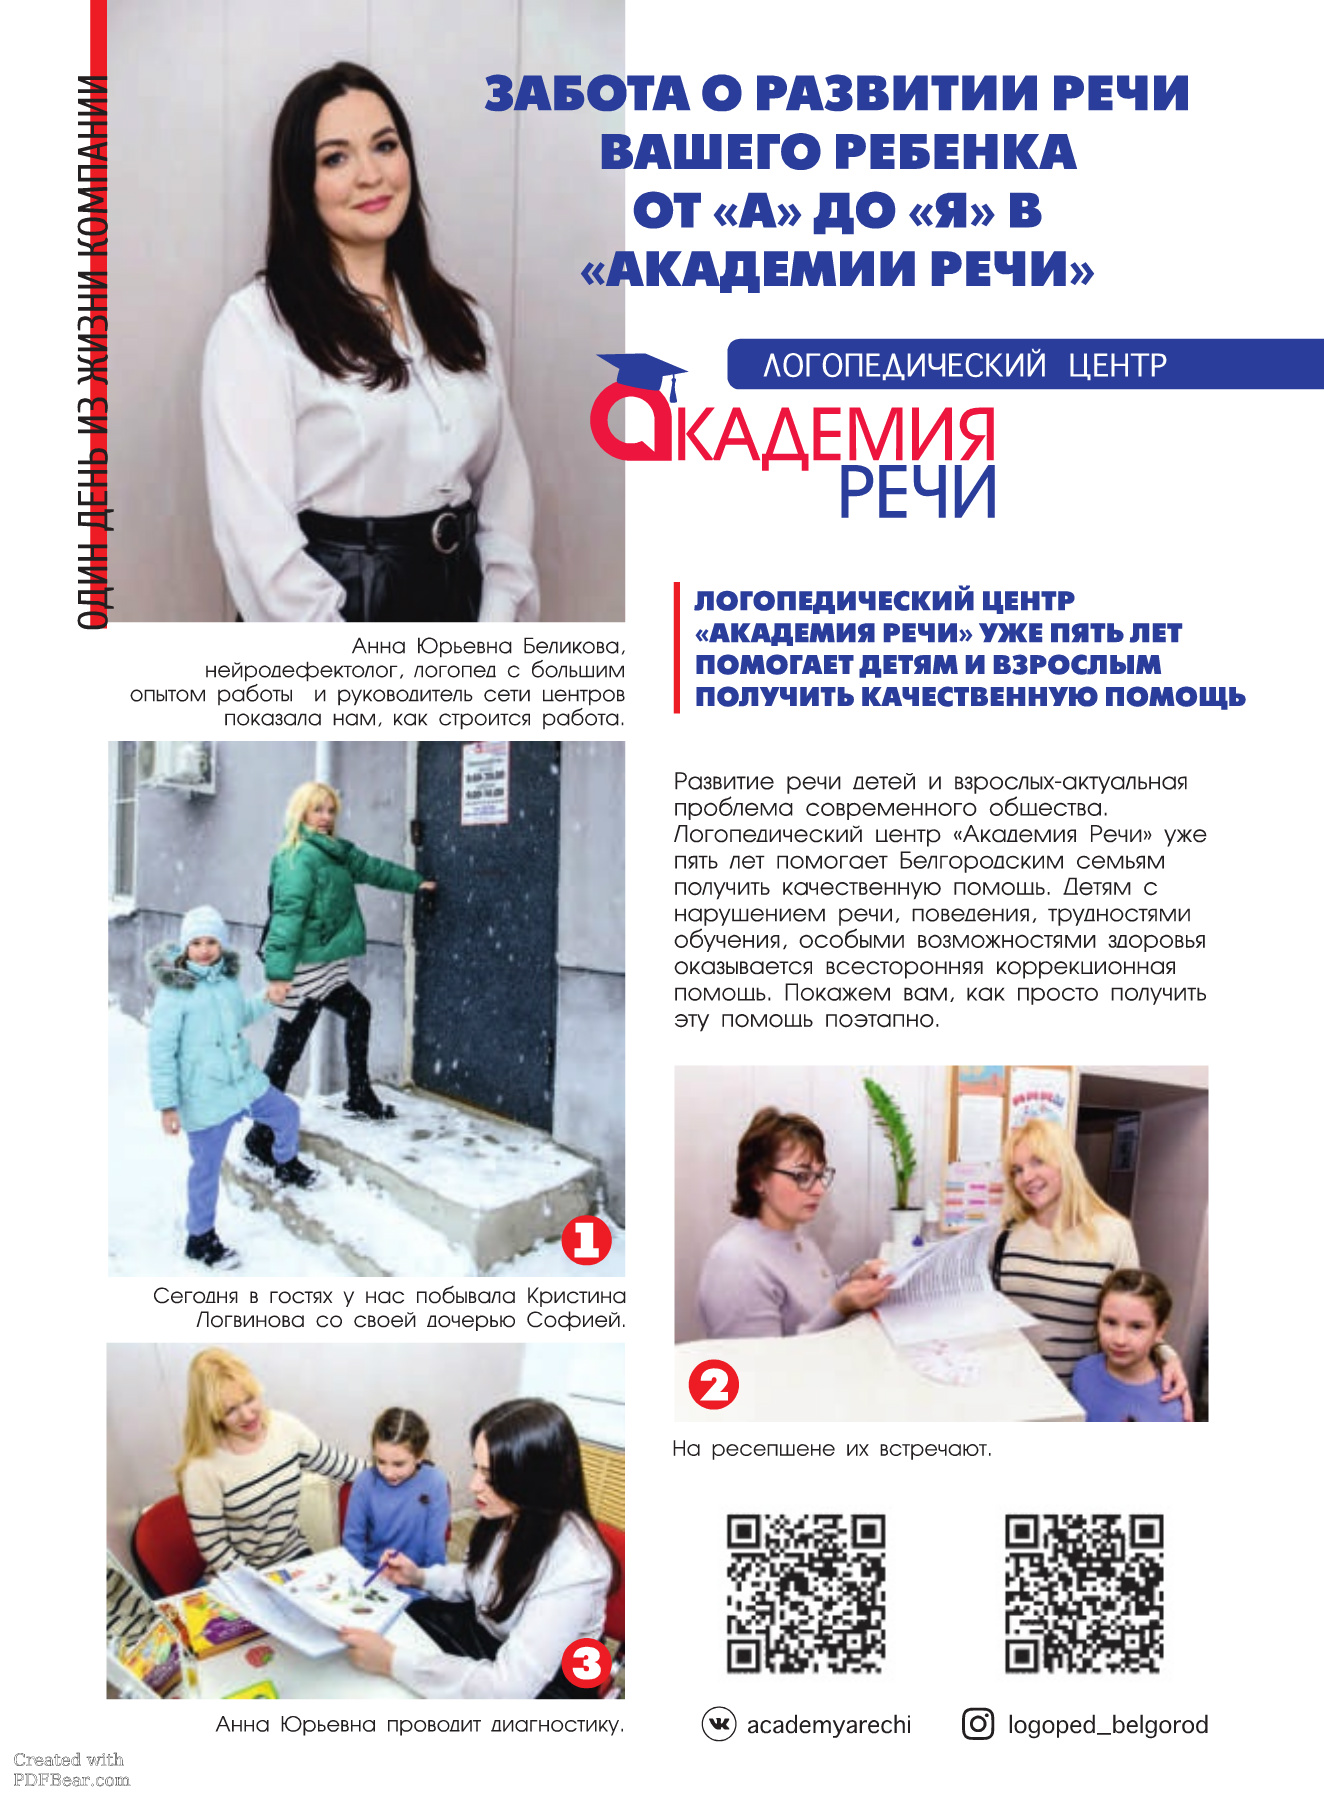 ОДИН ДЕНЬ ИЗ ЖИЗНИ КОМПАНИИ
ЗАБОТА О РАЗВИТИИ РЕЧИ
ВАШЕГО РЕБЕНКА
ОТ «А» ДО «Я» В
«АКАДЕМИИ РЕЧИ»
ЛОГОПЕДИЧЕСКИЙ ЦЕНТР
аКАДЕМИЯ
РЕЧИ
ЛОГОПЕДИЧЕСКИЙ ЦЕНТР
«АКАДЕМИЯ РЕЧИ» УЖЕ ПЯТЬ ЛЕТ
ПОМОГАЕТ ДЕТЯМ И ВЗРОСЛЫМ
ПОЛУЧИТЬ КАЧЕСТВЕННУЮ ПОМОЩЬ
Анна Юрьевна Беликова,
нейродефектолог, логопед с большим
опытом работы и руководитель сети центров
показала нам, как строится работа.
Развитие речи детей и взрослых-актуальная
проблема современного общества.
Логопедический центр «Академия Речи» уже
пять лет помогает Белгородским семьям
получить качественную помощь. Детям с
нарушением речи, поведения, трудностями
обучения, особыми возможностями здоровья
оказывается всесторонняя коррекционная
помощь. Покажем вам, как просто получить
эту помощь поэтапно.
1
Сегодня в гостях у нас побывала Кристина
Логвинова со своей дочерью Софией.
2
На ресепшене их встречают.
3
Анна Юрьевна проводит диагностику.
academyarechi
logoped_belgorod
Created with
PDFBear.com